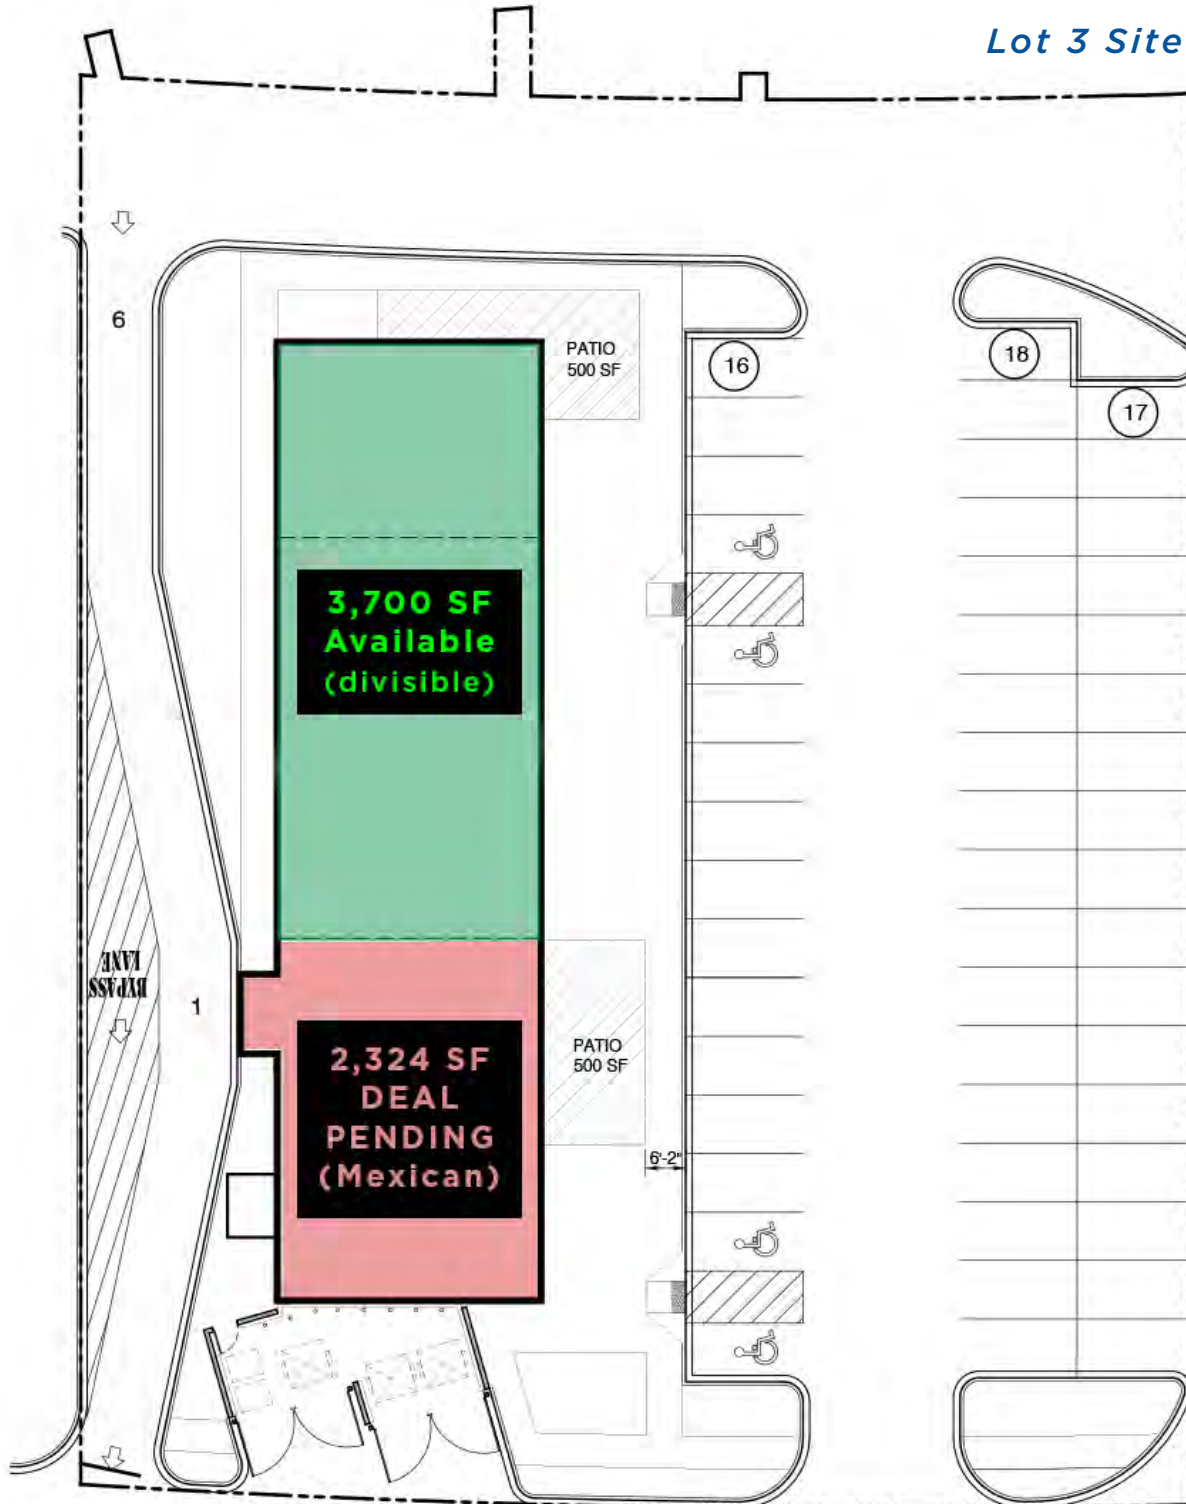 Lot 3 Site
6
PATIO
500 SF
16
18
17
3,700 SF
Available
(divisible)
BYPASS
LANE
1
2,324 SF
DEAL
PENDING
(Mexican)
PATIO
500 SF
6'-2"